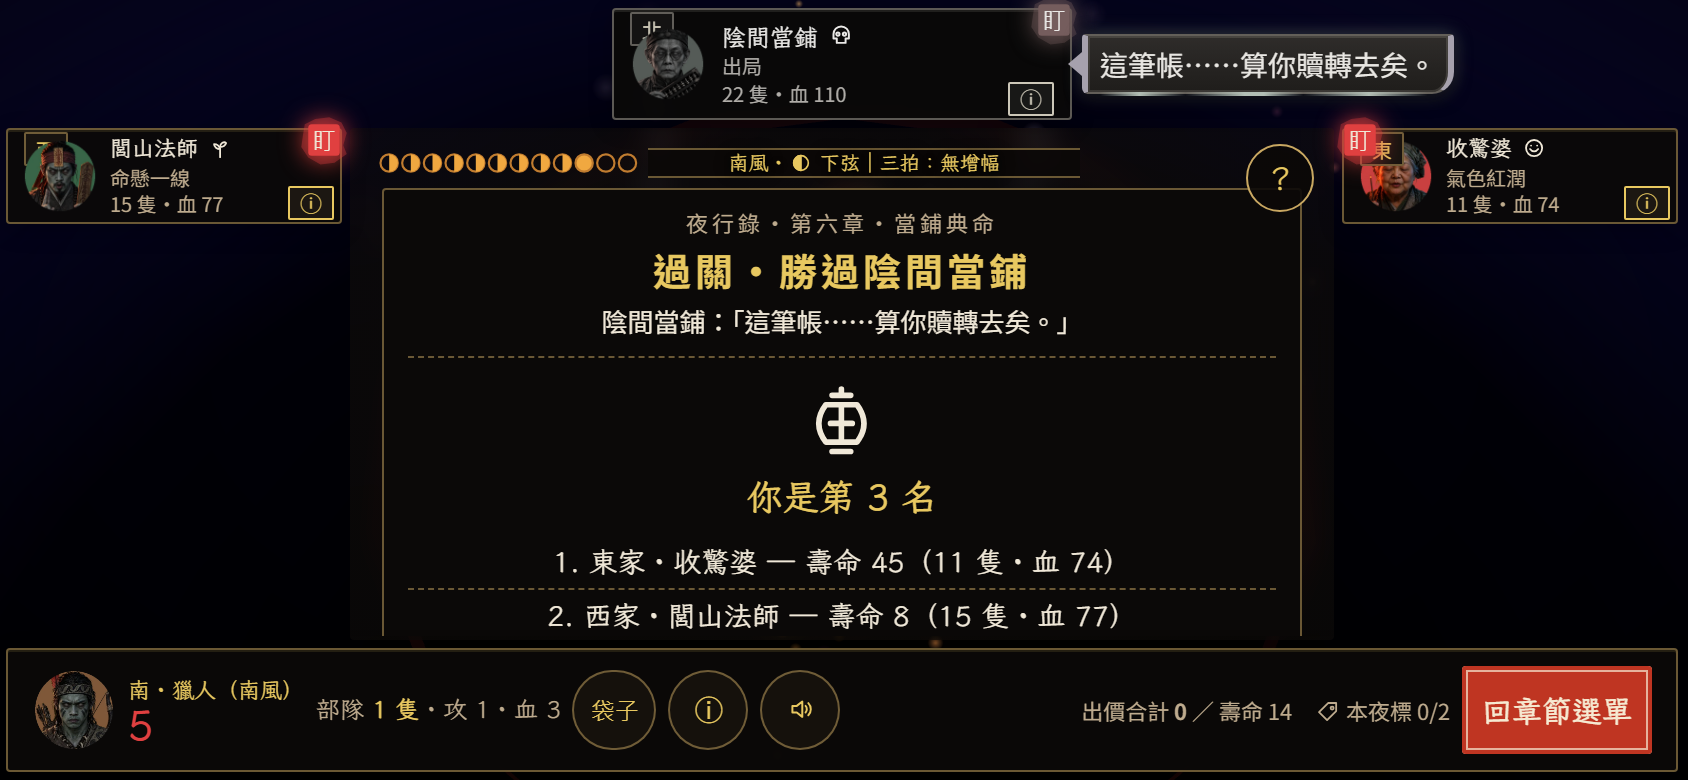 北
陰間當鋪
出局
22 隻・血 110
ⓘ
盯
這筆帳……算你贖轉去矣。
閭山法師
命懸一線
15 隻・血 77
ⓘ
盯
南風・下弦｜三拍：無增幅
?
盯
東
收驚婆
氣色紅潤
11 隻・血 74
ⓘ
夜行錄・第六章・當鋪典命
過關・勝過陰間當鋪
陰間當鋪：「這筆帳……算你贖轉去矣。」
你是第 3 名
1. 東家・收驚婆 — 壽命 45（11 隻・血 74）
2. 西家・閭山法師 — 壽命 8（15 隻・血 77）
南・獵人（南風）
5
部隊 1 隻・攻 1・血 3
袋子
ⓘ
出價合計 0 ／ 壽命 14
本夜標 0/2
回章節選單